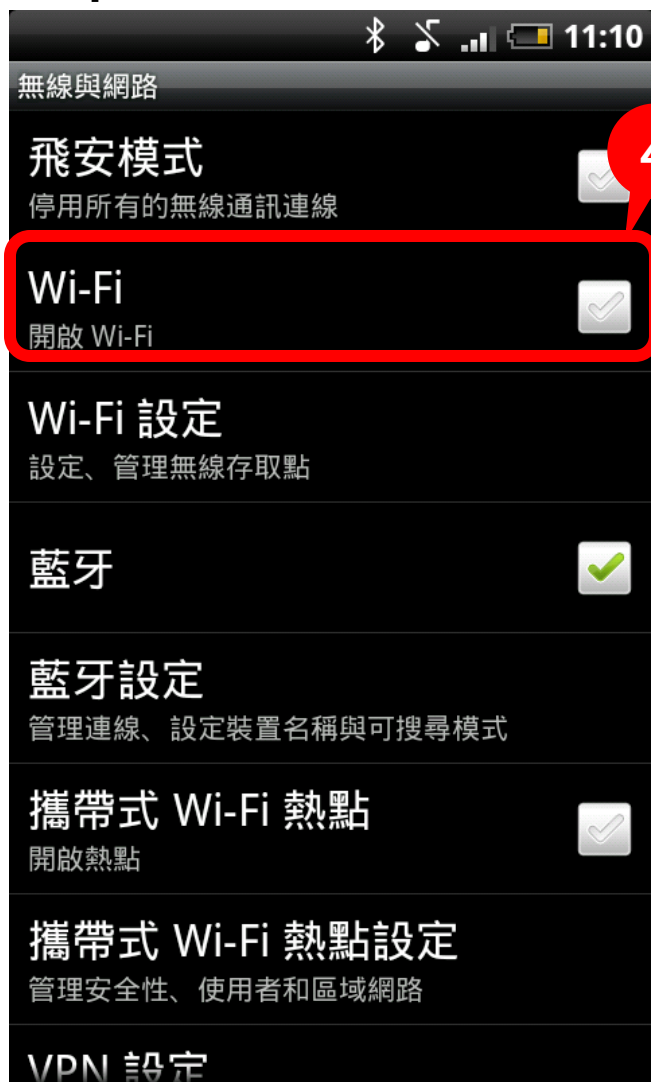 11:10
無線與網路
飛安模式
停用所有的無線通訊連線
4
Wi-Fi
開啟 Wi-Fi
Wi-Fi 設定
設定、管理無線存取點
藍牙
藍牙設定
管理連線、設定裝置名稱與可搜尋模式
攜帶式 Wi-Fi 熱點
開啟熱點
攜帶式 Wi-Fi 熱點設定
管理安全性、使用者和區域網路
VPN 設定